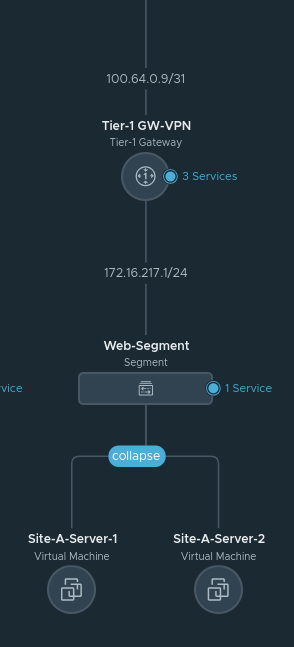 100.64.0.9/31
Tier-1 GW-VPN
Tier-1 Gateway
3 Services
172.16.217.1/24
Web-Segment
Segment
vice
1 Service
collapse
Site-A-Server-1
Site-A-Server-2
Virtual Machine
Virtual Machine